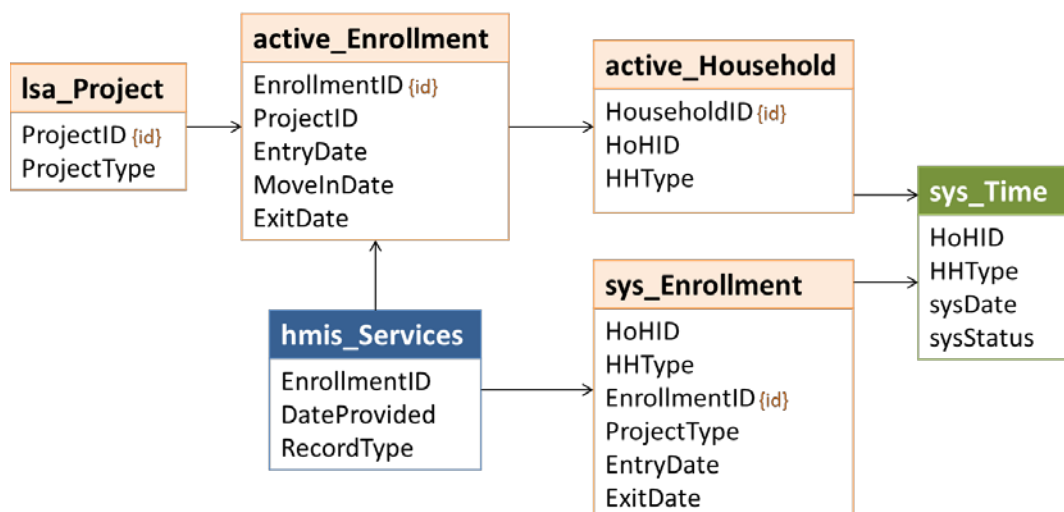 lsa_Project
ProjectID {id}
ProjectType
active_Enrollment
EnrollmentID {id}
ProjectID
EntryDate
MoveInDate
ExitDate
active_Household
HouseholdID {id}
HoHID
HHType
sys_Time
HoHID
HHType
sysDate
sysStatus
hmis_Services
EnrollmentID
DateProvided
RecordType
sys_Enrollment
HoHID
HHType
EnrollmentID {id}
ProjectType
EntryDate
ExitDate